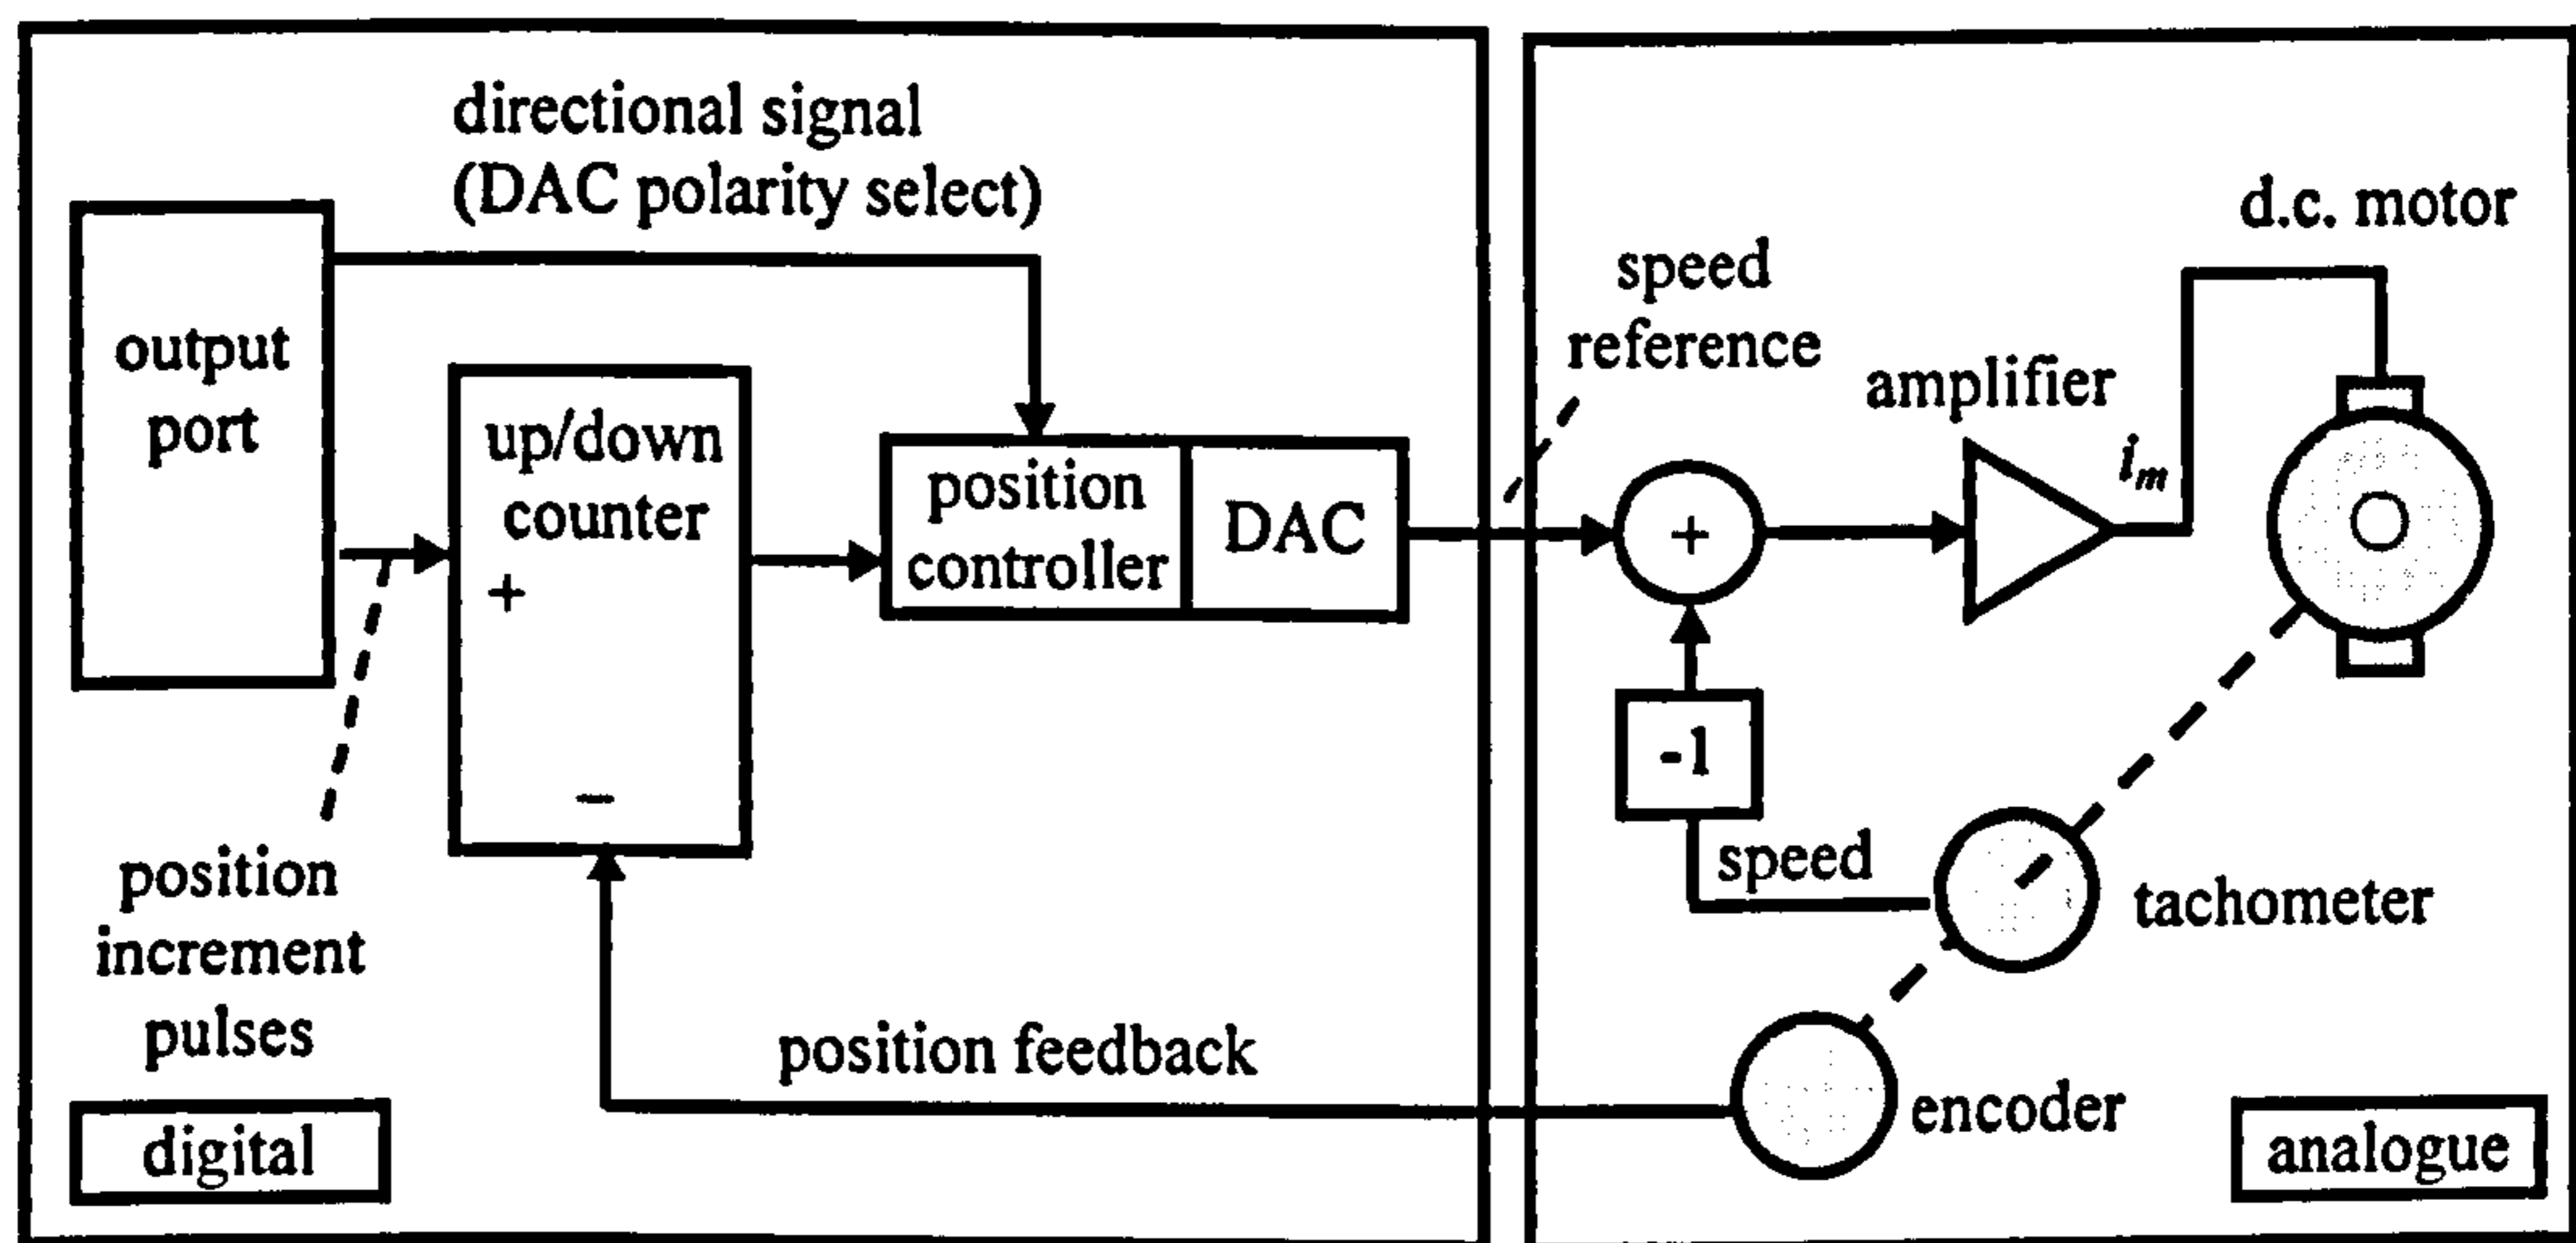 directional signal
(DAC polarity select)
output
port
up/down
counter
+
−
position
controller
DAC
position
increment
pulses
position feedback
digital
speed
reference
+
amplifier
i_m
d.c. motor
-1
speed
tachometer
encoder
analogue